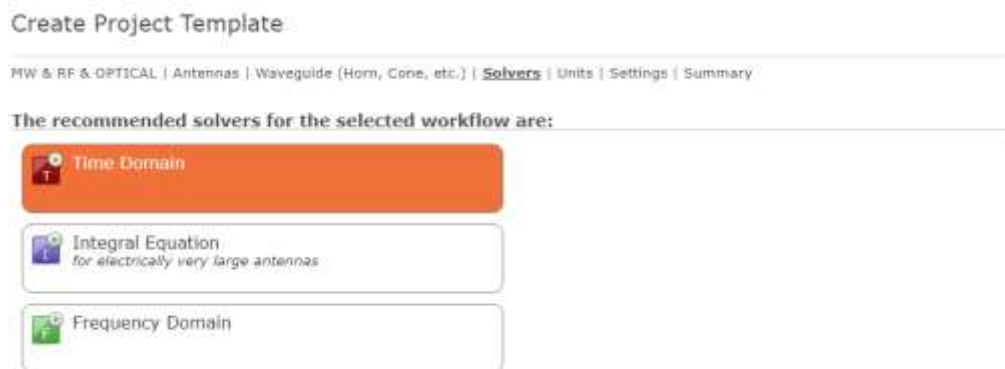 Create Project Template
MW & RF & OPTICAL | Antennas | Waveguide (Horn, Cone, etc.) | Solvers | Units | Settings | Summary
The recommended solvers for the selected workflow are:
T
Time Domain
I
Integral Equation
for electrically very large antennas
F
Frequency Domain